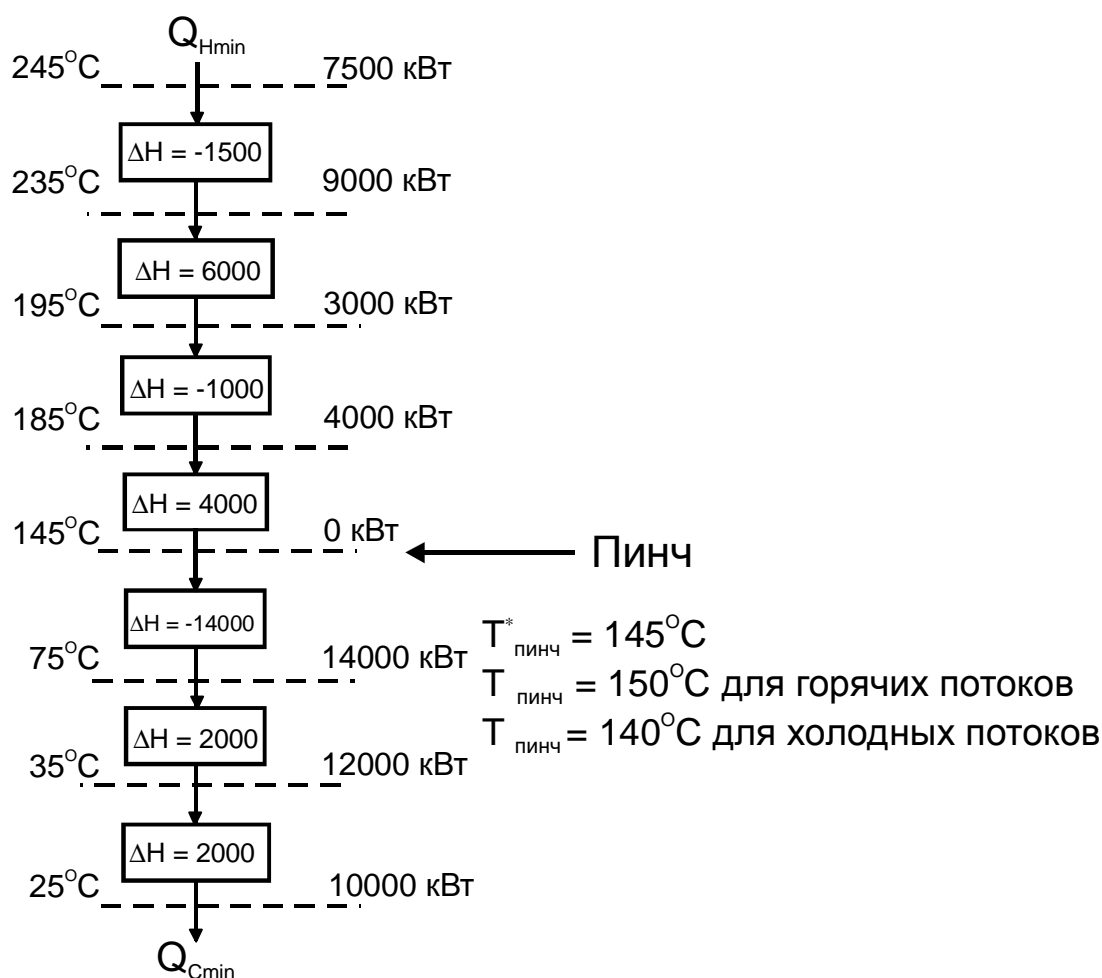 Q Hmin
245°C 7500 кВт
ΔH = -1500
235°C 9000 кВт
ΔH = 6000
195°C 3000 кВт
ΔH = -1000
185°C 4000 кВт
ΔH = 4000
145°C 0 кВт Пинч
ΔH = -14000
T* пинч = 145°C
75°C 14000 кВт
T пинч = 150°C для горячих потоков
ΔH = 2000
T пинч = 140°C для холодных потоков
35°C 12000 кВт
ΔH = 2000
25°C 10000 кВт
Q Cmin